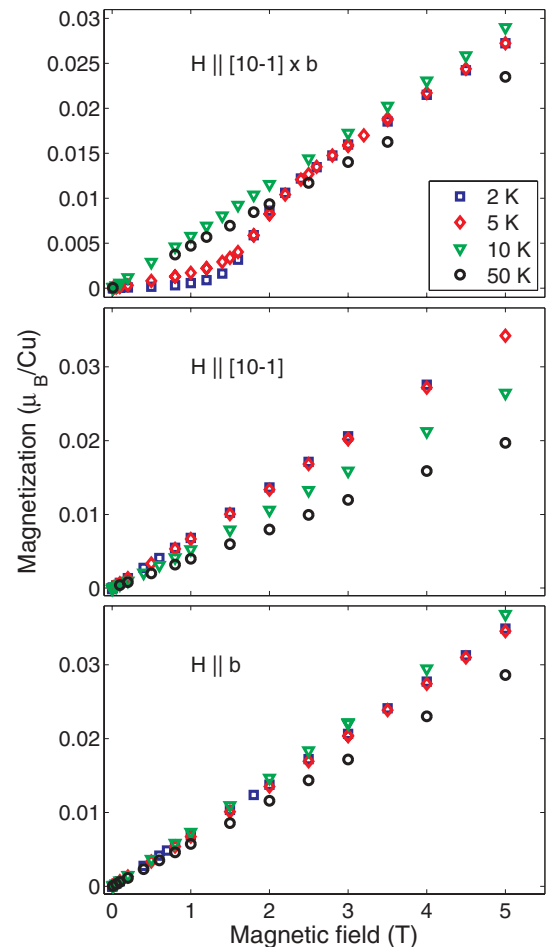 0.03
0.025
0.02
0.015
0.01
0.005
0
H || [10-1] x b
2 K
5 K
10 K
50 K
0.03
0.02
0.01
0
H || [10-1]
Magnetization (μB/Cu)
0.03
0.02
0.01
0
H || b
0 1 2 3 4 5
Magnetic field (T)